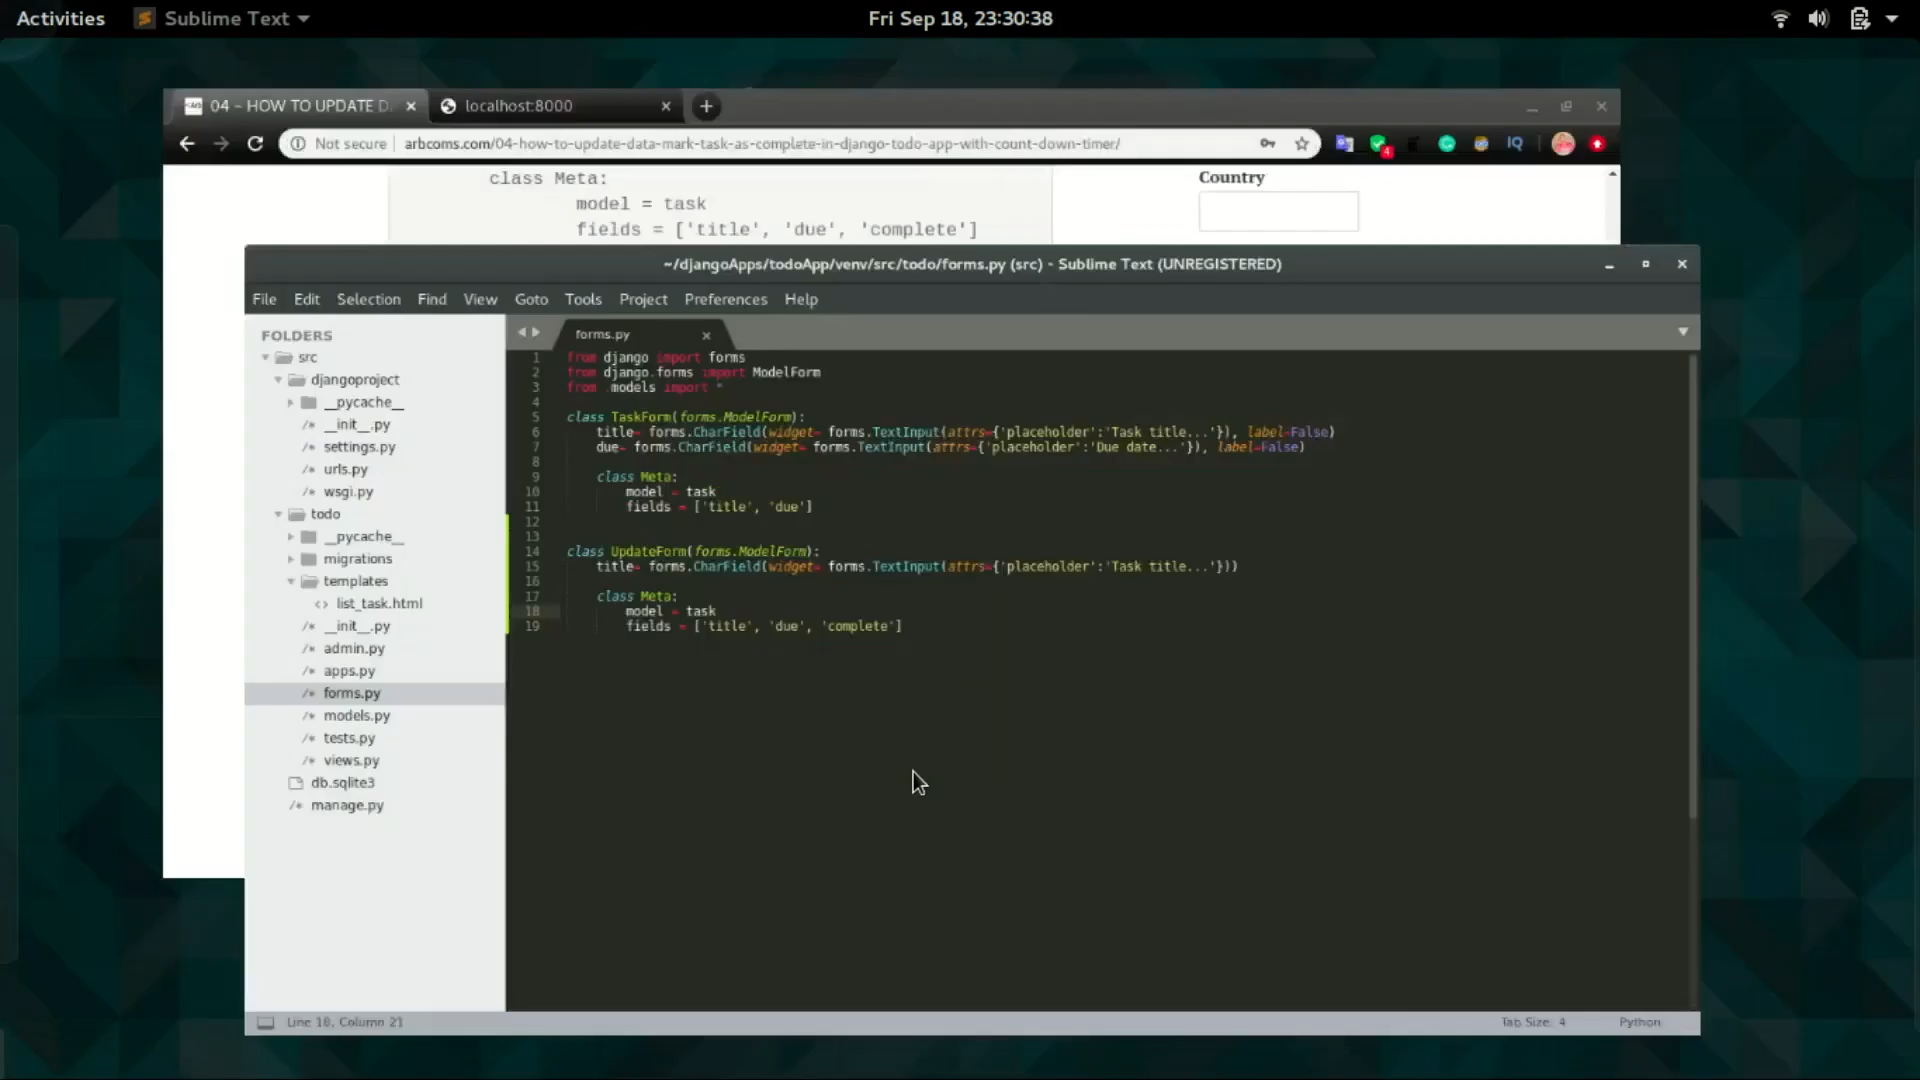 Activities
Sublime Text
Fri Sep 18, 23:30:38
04 – HOW TO UPDATE D
localhost:8000
Not secure
arbcoms.com/04-how-to-update-data-mark-task-as-complete-in-django-todo-app-with-count-down-timer/
4
IQ
class Meta:
model = task
fields = ['title', 'due', 'complete']
Country
~/djangoApps/todoApp/venv/src/todo/forms.py (src) - Sublime Text (UNREGISTERED)
File Edit Selection Find View Goto Tools Project Preferences Help
FOLDERS
src
djangoproject
__pycache__
/* __init__.py
/* settings.py
/* urls.py
/* wsgi.py
todo
__pycache__
migrations
templates
<> list_task.html
/* __init__.py
/* admin.py
/* apps.py
/* forms.py
/* models.py
/* tests.py
/* views.py
db.sqlite3
/* manage.py
forms.py
1 from django import forms
2 from django.forms import ModelForm
3 from .models import *
4
5 class TaskForm(forms.ModelForm):
6 title= forms.CharField(widget= forms.TextInput(attrs={'placeholder':'Task title...'}), label=False)
7 due= forms.CharField(widget= forms.TextInput(attrs={'placeholder':'Due date...'}), label=False)
8
9 class Meta:
10 model = task
11 fields = ['title', 'due']
12
13
14 class UpdateForm(forms.ModelForm):
15 title= forms.CharField(widget= forms.TextInput(attrs={'placeholder':'Task title...'}))
16
17 class Meta:
18 model = task
19 fields = ['title', 'due', 'complete']
Line 18, Column 21
Tab Size: 4
Python